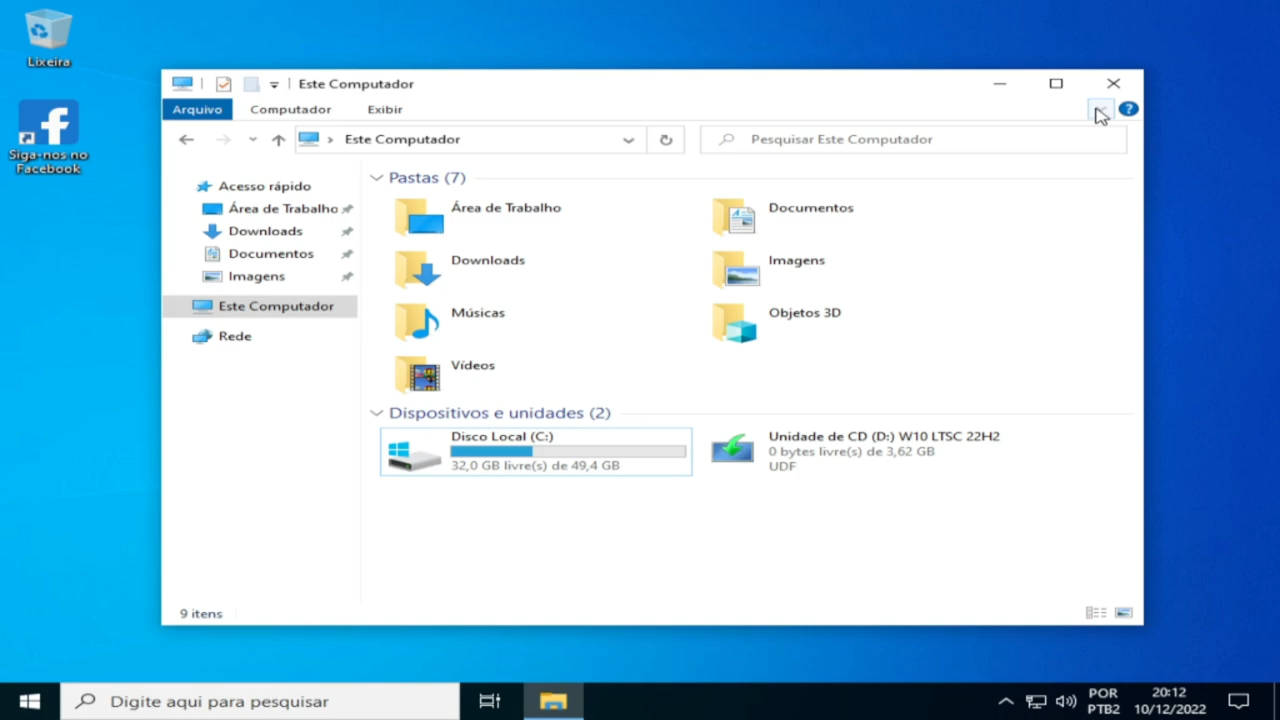 Lixeira
Siga-nos no
Facebook
Este Computador
Arquivo
Computador
Exibir
?
Este Computador
Pesquisar Este Computador
Acesso rápido
Área de Trabalho
Downloads
Documentos
Imagens
Este Computador
Rede
Pastas (7)
Área de Trabalho
Documentos
Downloads
Imagens
Músicas
Objetos 3D
Vídeos
Dispositivos e unidades (2)
Disco Local (C:)
32,0 GB livre(s) de 49,4 GB
Unidade de CD (D:) W10 LTSC 22H2
0 bytes livre(s) de 3,62 GB
UDF
9 itens
Digite aqui para pesquisar
POR
PTB2
20:12
10/12/2022